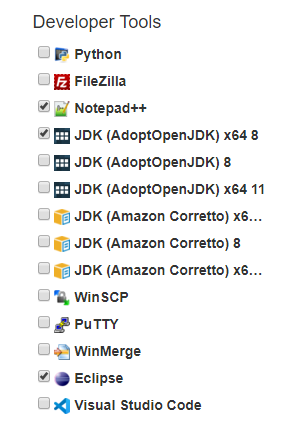 Developer Tools
Python
FileZilla
Notepad++
JDK (AdoptOpenJDK) x64 8
JDK (AdoptOpenJDK) 8
JDK (AdoptOpenJDK) x64 11
JDK (Amazon Corretto) x6...
JDK (Amazon Corretto) 8
JDK (Amazon Corretto) x6...
WinSCP
PuTTY
WinMerge
Eclipse
Visual Studio Code